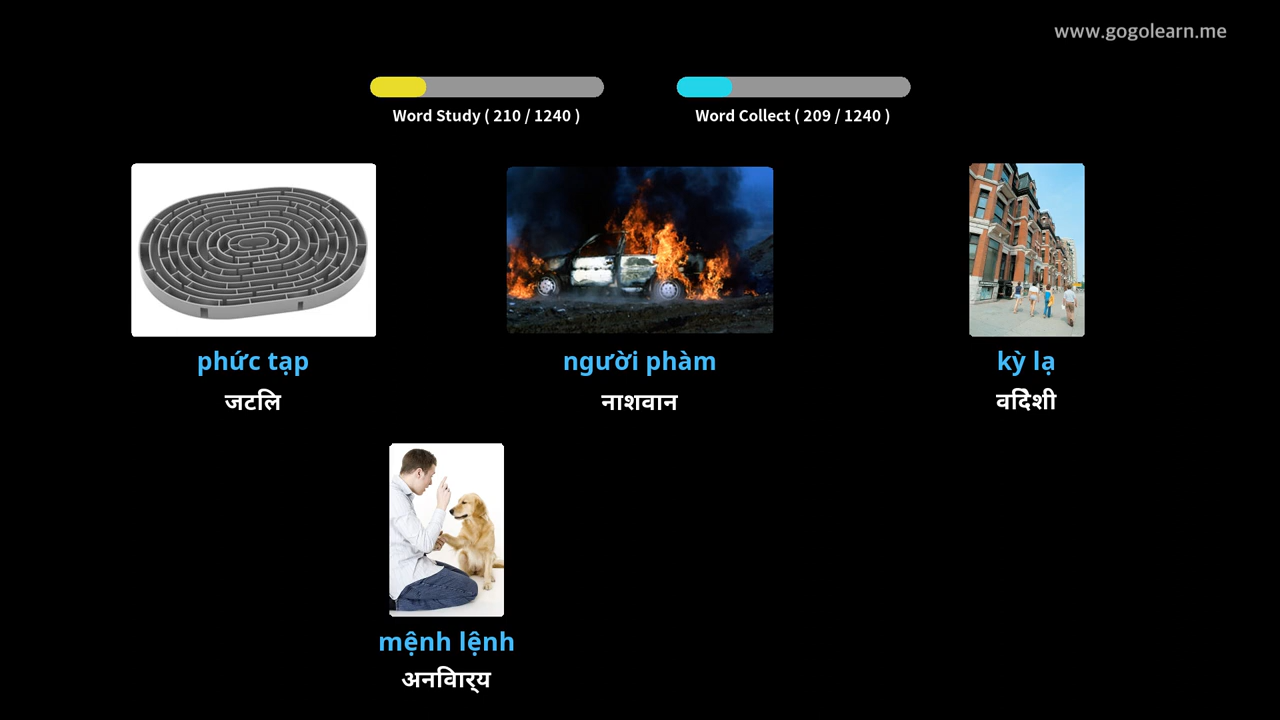 www.gogolearn.me
Word Study ( 210 / 1240 )
Word Collect ( 209 / 1240 )
phức tạp
जटलि
người phàm
नाशवान
kỳ lạ
वदिेशी
mệnh lệnh
अनविार्य